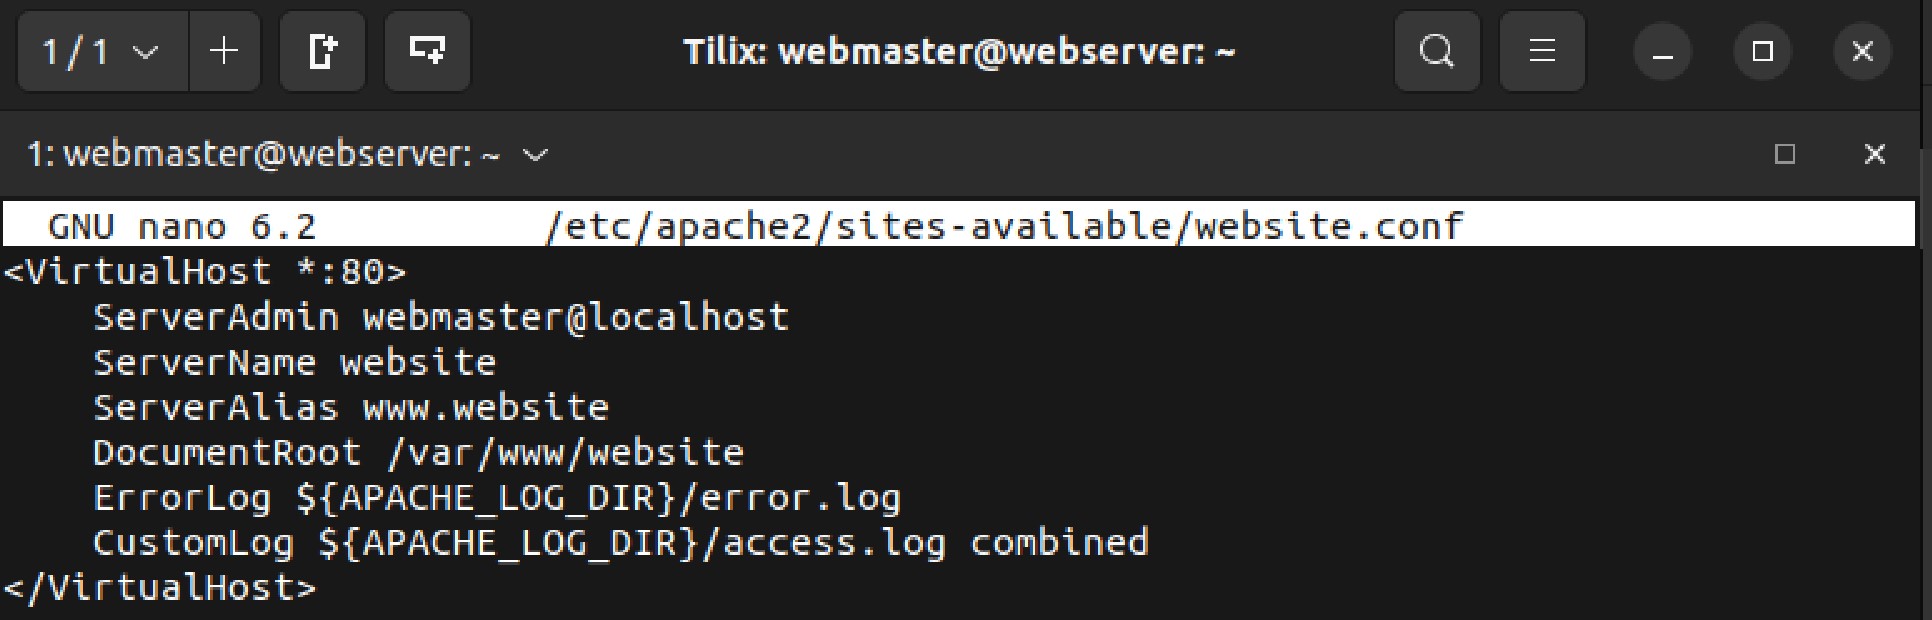 1 / 1
Tilix: webmaster@webserver: ~
1: webmaster@webserver: ~
GNU nano 6.2 /etc/apache2/sites-available/website.conf
<VirtualHost *:80>
    ServerAdmin webmaster@localhost
    ServerName website
    ServerAlias www.website
    DocumentRoot /var/www/website
    ErrorLog ${APACHE_LOG_DIR}/error.log
    CustomLog ${APACHE_LOG_DIR}/access.log combined
</VirtualHost>